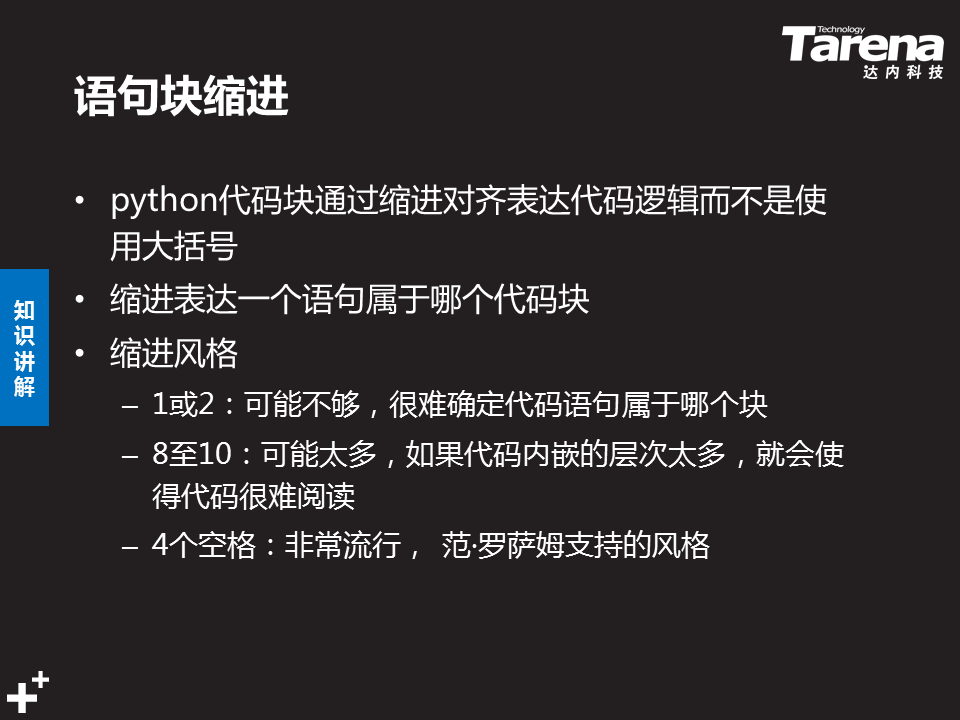 Technology
Tarena
达内科技
语句块缩进
• python代码块通过缩进对齐表达代码逻辑而不是使
用大括号
• 缩进表达一个语句属于哪个代码块
• 缩进风格
– 1或2：可能不够，很难确定代码语句属于哪个块
– 8至10：可能太多，如果代码内嵌的层次太多，就会使
得代码很难阅读
– 4个空格：非常流行， 范·罗萨姆支持的风格
知
识
讲
解